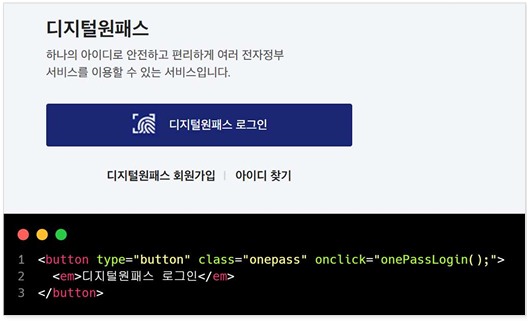 디지털원패스
하나의 아이디로 안전하고 편리하게 여러 전자정부
서비스를 이용할 수 있는 서비스입니다.
디지털원패스 로그인
디지털원패스 회원가입 | 아이디 찾기
1 <button type="button" class="onepass" onclick="onePassLogin();">
2 <em>디지털원패스 로그인</em>
3 </button>